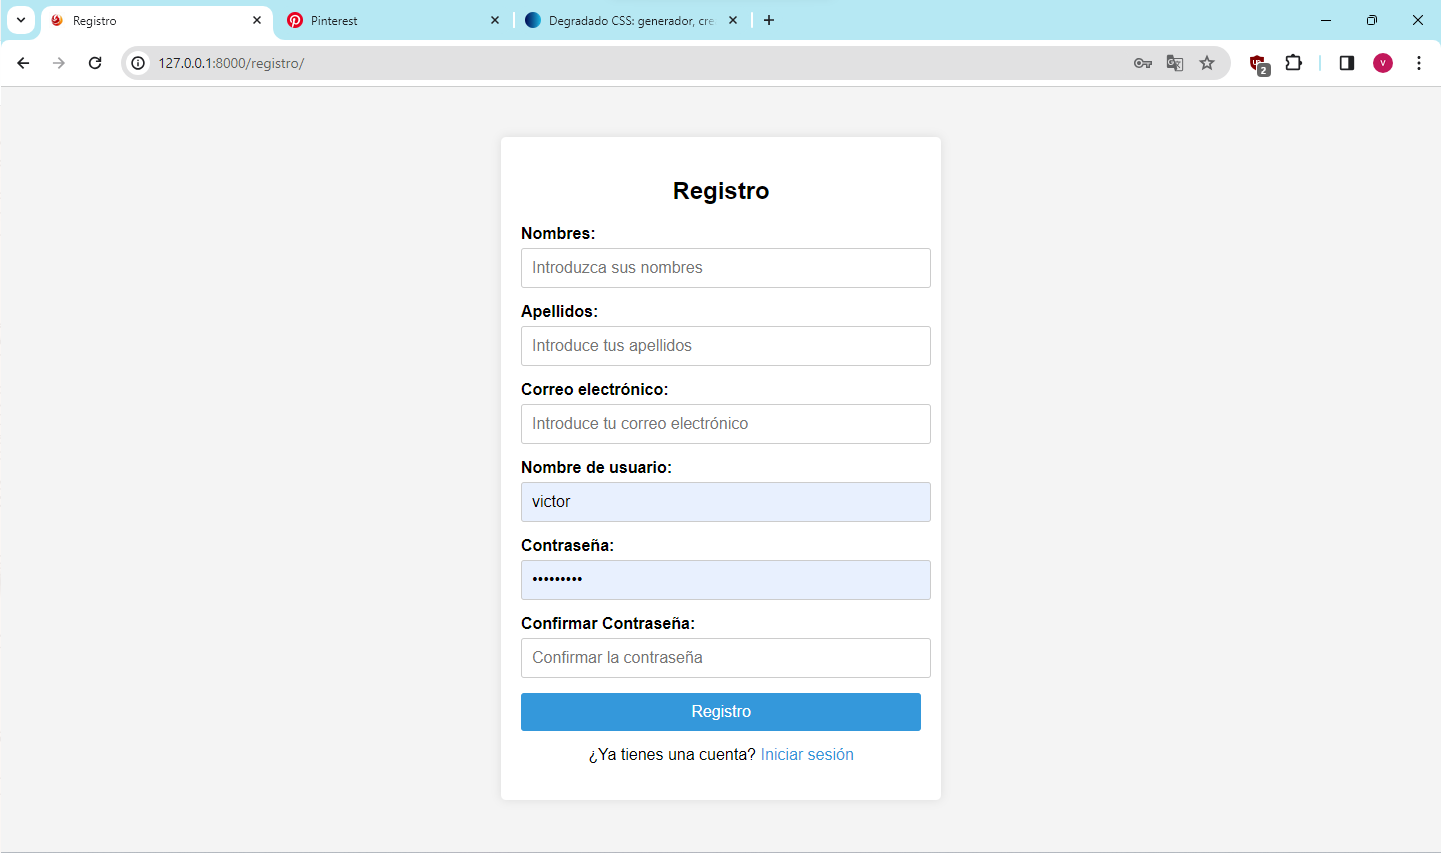 Registro
Pinterest
Degradado CSS: generador, cre
127.0.0.1:8000/registro/
2
V
Registro
Nombres:
Introduzca sus nombres
Apellidos:
Introduce tus apellidos
Correo electrónico:
Introduce tu correo electrónico
Nombre de usuario:
victor
Contraseña:
•••••••••
Confirmar Contraseña:
Confirmar la contraseña
Registro
¿Ya tienes una cuenta? Iniciar sesión